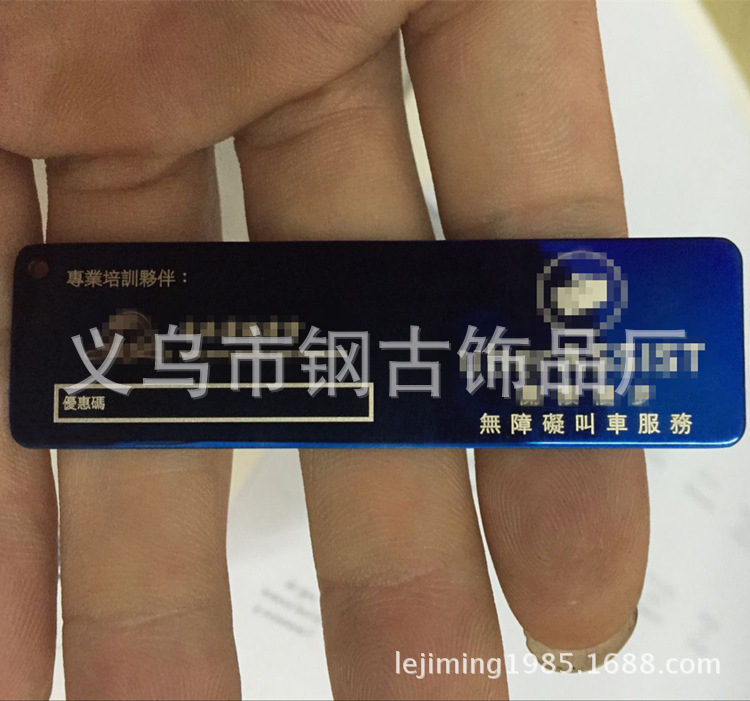 專業培訓夥伴：
义乌市钢古饰品厂
優惠碼
無障礙叫車服務
lejiming1985.1688.com